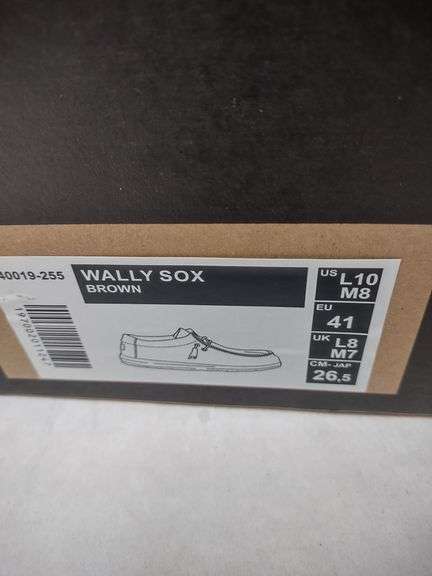 40019-255
WALLY SOX
BROWN
US L10
M8
EU
41
UK L8
M7
CM-JAP
26.5